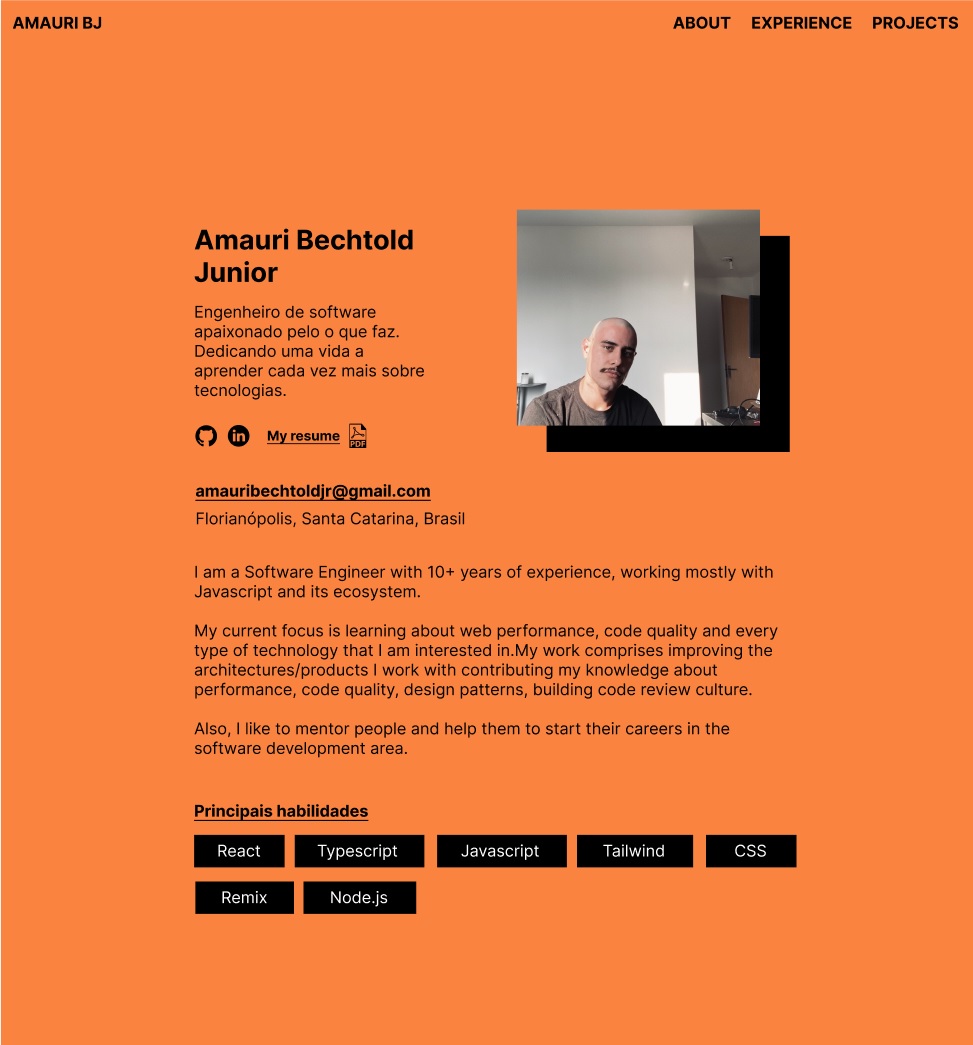 AMAURI BJ
ABOUT EXPERIENCE PROJECTS
Amauri Bechtold
Junior
Engenheiro de software
apaixonado pelo o que faz.
Dedicando uma vida a
aprender cada vez mais sobre
tecnologias.
My resume
PDF
amauribechtoldjr@gmail.com
Florianópolis, Santa Catarina, Brasil
I am a Software Engineer with 10+ years of experience, working mostly with
Javascript and its ecosystem.
My current focus is learning about web performance, code quality and every
type of technology that I am interested in.My work comprises improving the
architectures/products I work with contributing my knowledge about
performance, code quality, design patterns, building code review culture.
Also, I like to mentor people and help them to start their careers in the
software development area.
Principais habilidades
React Typescript Javascript Tailwind CSS
Remix Node.js